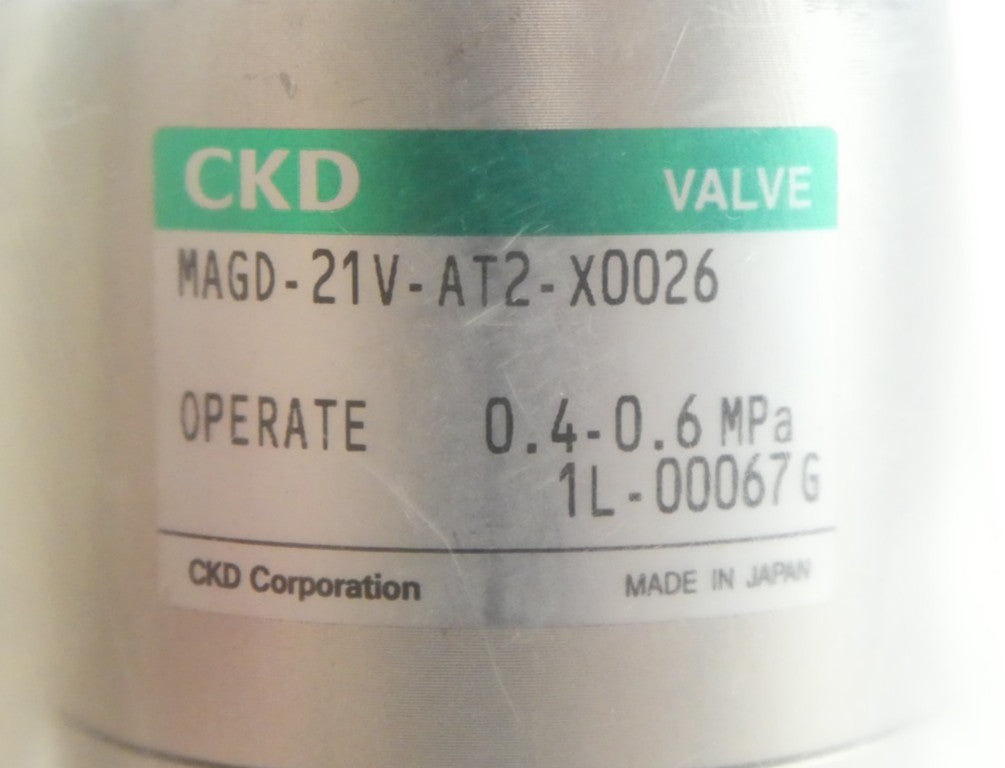 CKD VALVE
MAGD-21V-AT2-X0026
OPERATE 0.4-0.6 MPa
1L-00067 G
CKD Corporation MADE IN JAPAN